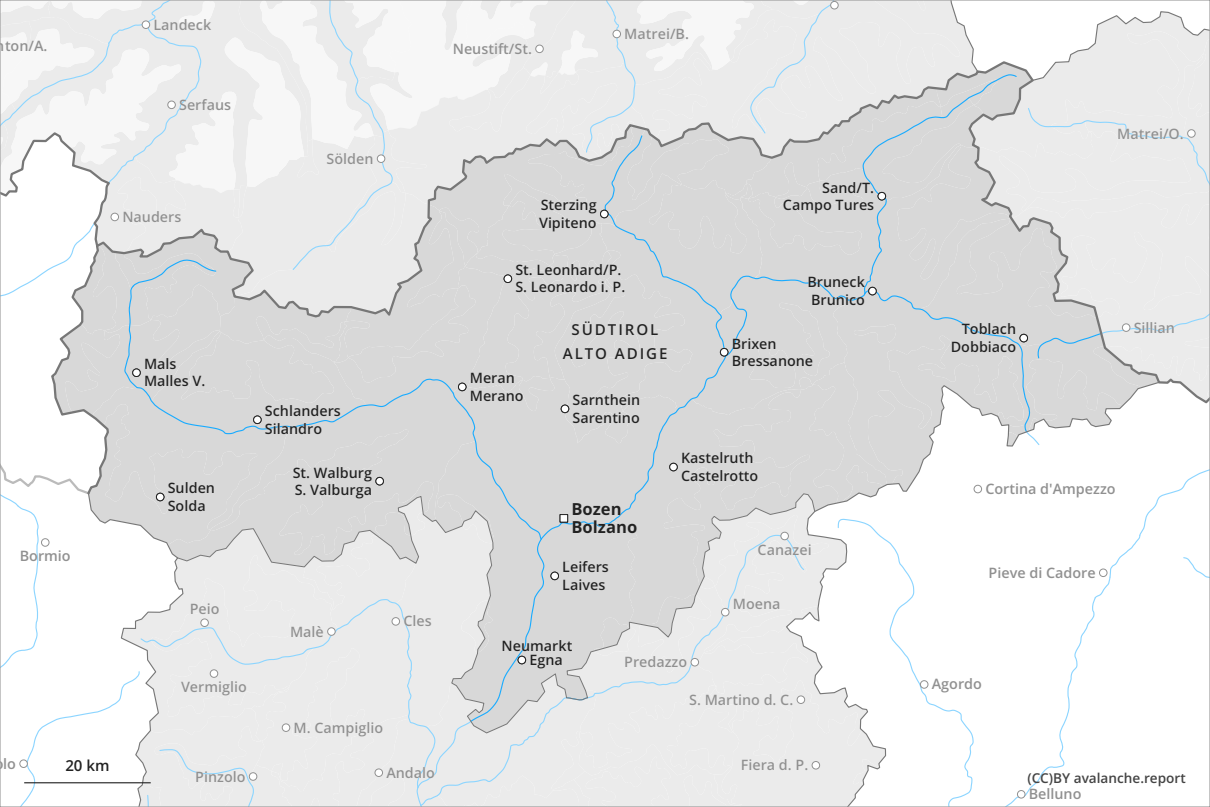 Landeck
Matrei/B.
nton/A.
Neustift/St.
Serfaus
Matrei/O.
Sölden
Sand/T.
Campo Tures
Nauders
Sterzing
Vipiteno
St. Leonhard/P.
S. Leonardo i. P.
Bruneck
Brunico
SÜDTIROL
ALTO ADIGE
Toblach
Dobbiaco
Sillian
Brixen
Bressanone
Mals
Malles V.
Meran
Merano
Sarnthein
Sarentino
Schlanders
Silandro
Kastelruth
Castelrotto
St. Walburg
S. Valburga
Sulden
Solda
Cortina d'Ampezzo
Bozen
Bolzano
Bormio
Canazei
Leifers
Laives
Pieve di Cadore
Peio
Moena
Cles
Malè
Neumarkt
Egna
Predazzo
Vermiglio
Agordo
S. Martino d. C.
M. Campiglio
olo
20 km
Pinzolo
Andalo
Fiera d. P.
(CC)BY avalanche.report
Belluno